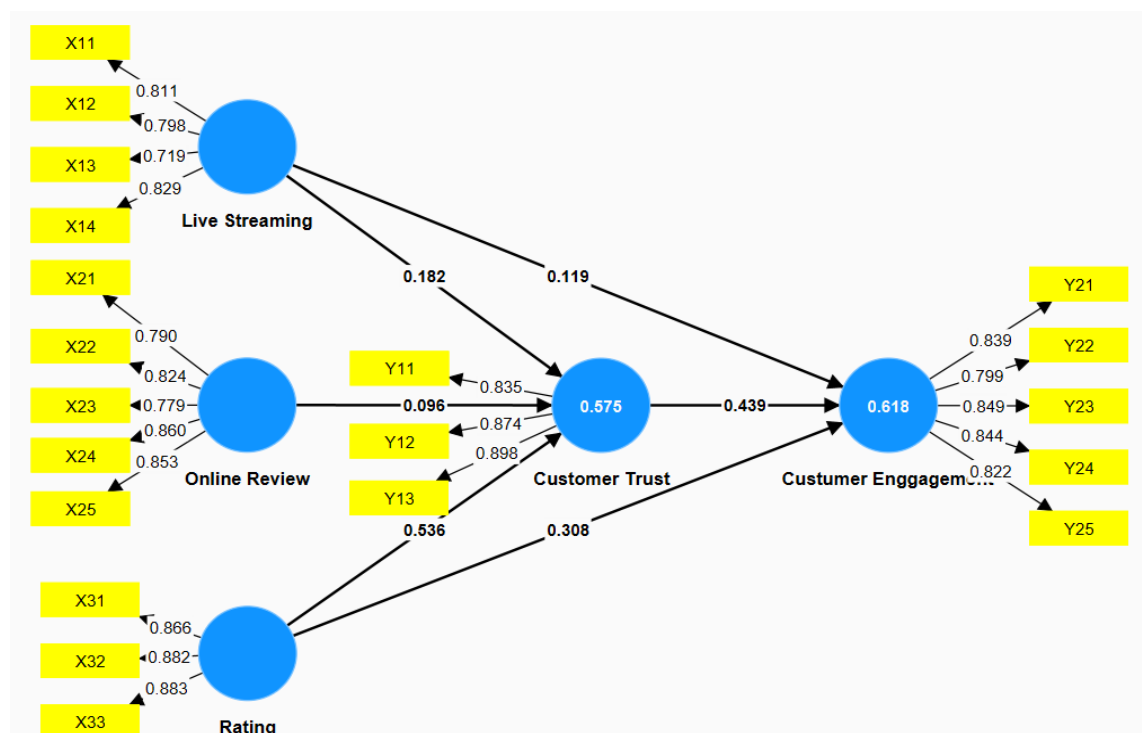 X11
0.811
X12
0.798
X13
0.719
0.829
X14
Live Streaming
X21
0.790
X22
0.824
X23
0.779
0.860
X24
0.853
Online Review
X25
X31
0.866
X32
0.882
0.883
X33
Rating
0.182
0.119
0.096
0.536
0.308
Y11
0.835
Y12
0.874
0.898
Y13
0.575
Customer Trust
0.439
0.618
Custumer Enggagement
Y21
0.839
Y22
0.799
Y23
0.849
0.844
Y24
0.822
Y25